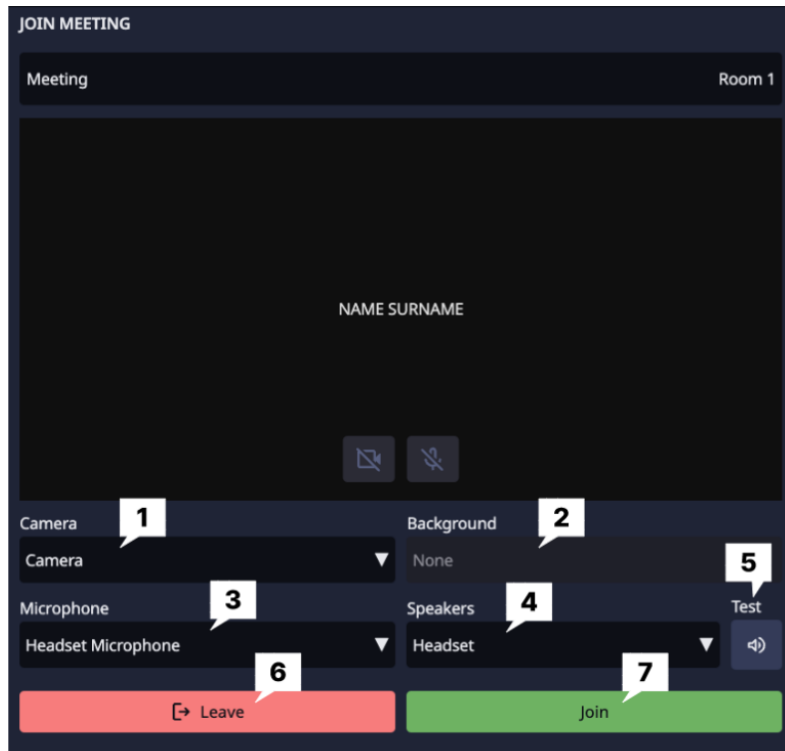 JOIN MEETING
Meeting Room 1
NAME SURNAME
Camera 1 Background 2
Camera None 5
Microphone 3 Speakers 4 Test
Headset Microphone Headset
6 7
Leave Join